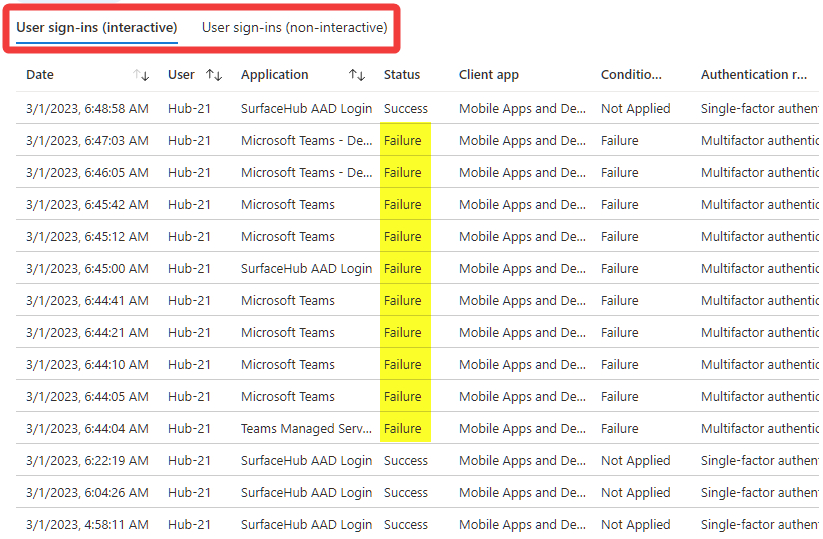 User sign-ins (interactive) User sign-ins (non-interactive)
Date User Application Status Client app Conditio... Authentication r...
3/1/2023, 6:48:58 AM Hub-21 SurfaceHub AAD Login Success Mobile Apps and De... Not Applied Single-factor authen
3/1/2023, 6:47:03 AM Hub-21 Microsoft Teams - De... Failure Mobile Apps and De... Failure Multifactor authentic
3/1/2023, 6:46:05 AM Hub-21 Microsoft Teams - De... Failure Mobile Apps and De... Failure Multifactor authentic
3/1/2023, 6:45:42 AM Hub-21 Microsoft Teams Failure Mobile Apps and De... Failure Multifactor authentic
3/1/2023, 6:45:12 AM Hub-21 Microsoft Teams Failure Mobile Apps and De... Failure Multifactor authentic
3/1/2023, 6:45:00 AM Hub-21 SurfaceHub AAD Login Failure Mobile Apps and De... Failure Multifactor authentic
3/1/2023, 6:44:41 AM Hub-21 Microsoft Teams Failure Mobile Apps and De... Failure Multifactor authentic
3/1/2023, 6:44:21 AM Hub-21 Microsoft Teams Failure Mobile Apps and De... Failure Multifactor authentic
3/1/2023, 6:44:10 AM Hub-21 Microsoft Teams Failure Mobile Apps and De... Failure Multifactor authentic
3/1/2023, 6:44:05 AM Hub-21 Microsoft Teams Failure Mobile Apps and De... Failure Multifactor authentic
3/1/2023, 6:44:04 AM Hub-21 Teams Managed Serv... Failure Mobile Apps and De... Failure Multifactor authentic
3/1/2023, 6:22:19 AM Hub-21 SurfaceHub AAD Login Success Mobile Apps and De... Not Applied Single-factor authen
3/1/2023, 6:04:26 AM Hub-21 SurfaceHub AAD Login Success Mobile Apps and De... Not Applied Single-factor authen
3/1/2023, 4:58:11 AM Hub-21 SurfaceHub AAD Login Success Mobile Apps and De... Not Applied Single-factor authen